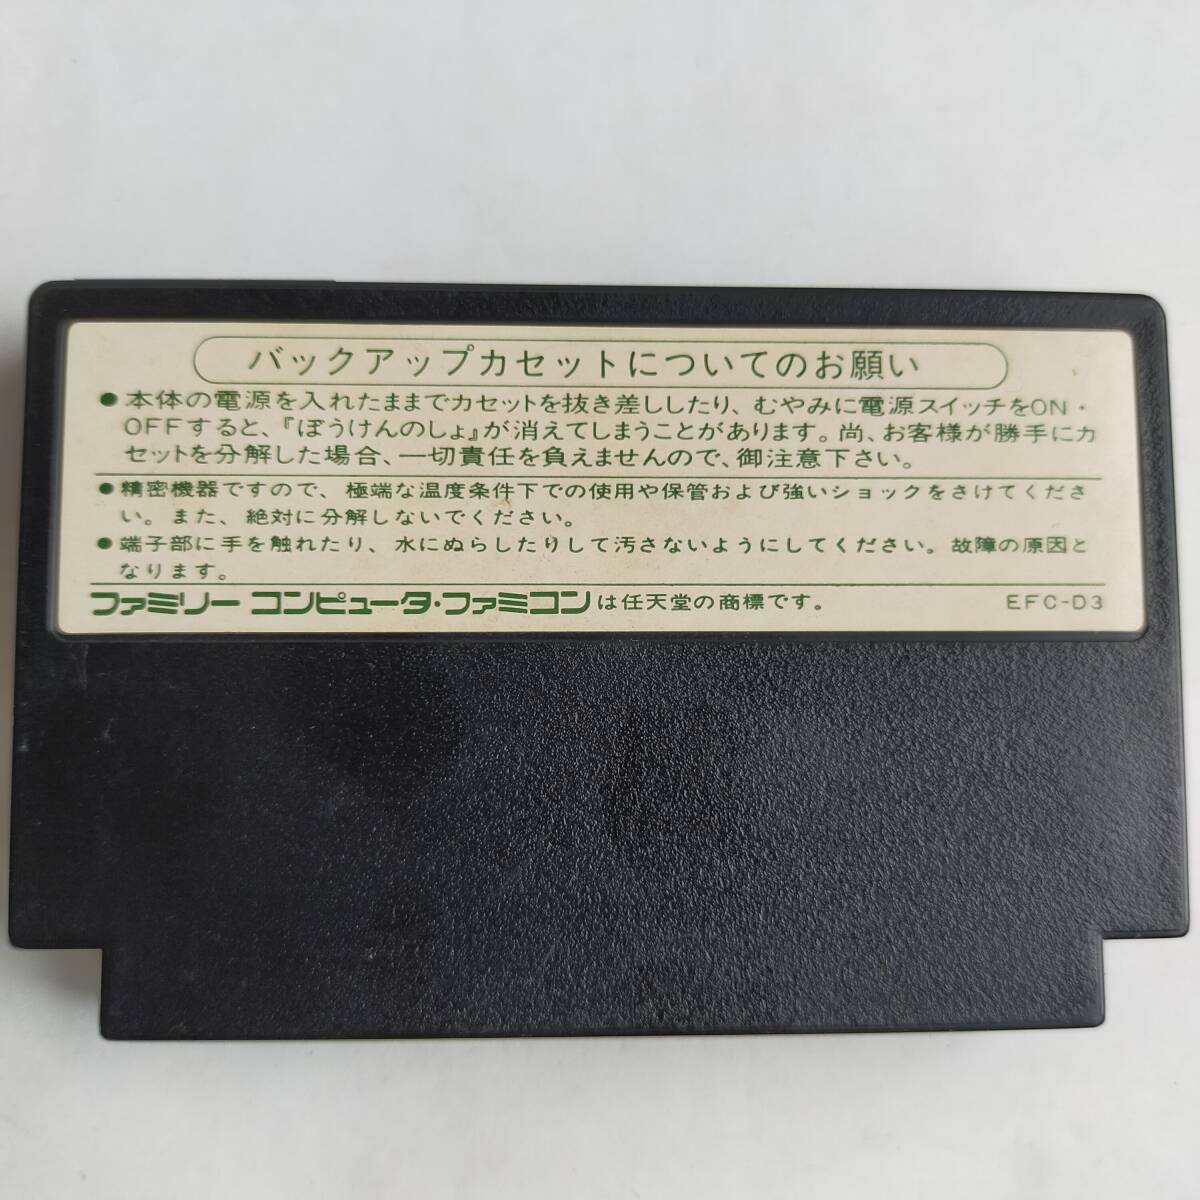 バックアップカセットについてのお願い
●本体の電源を入れたままでカセットを抜き差ししたり、むやみに電源スイッチをON・
OFFすると、『ぼうけんのしょ』が消えてしまうことがあります。尚、お客様が勝手にカ
セットを分解した場合、一切責任を負えませんので、御注意下さい。
●精密機器ですので、極端な温度条件下での使用や保管および強いショックをさけてくださ
い。また、絶対に分解しないでください。
●端子部に手を触れたり、水にぬらしたりして汚さないようにしてください。故障の原因と
なります。
ファミリー コンピュータ・ファミコンは任天堂の商標です。 EFC-D3